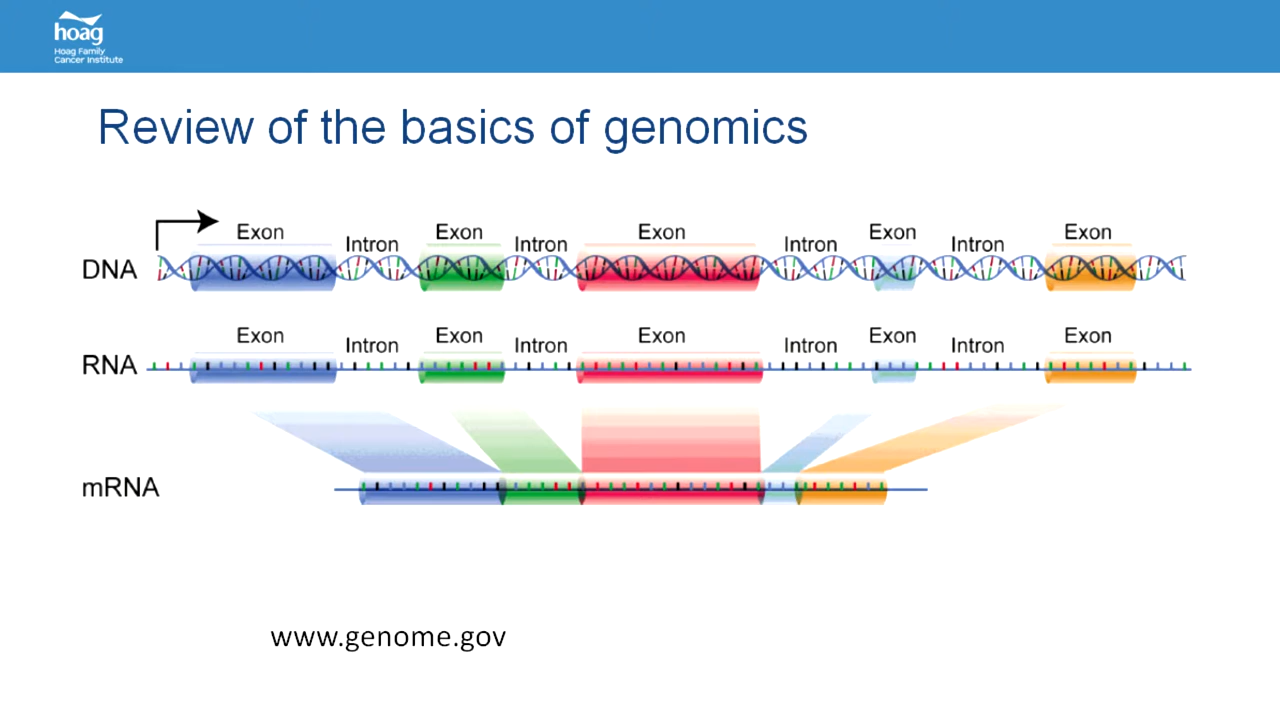 hoag
Hoag Family
Cancer Institute
Review of the basics of genomics
Exon Intron Exon Intron Exon Intron Exon Intron Exon
DNA
Exon Intron Exon Intron Exon Intron Exon Intron Exon
RNA
mRNA
www.genome.gov